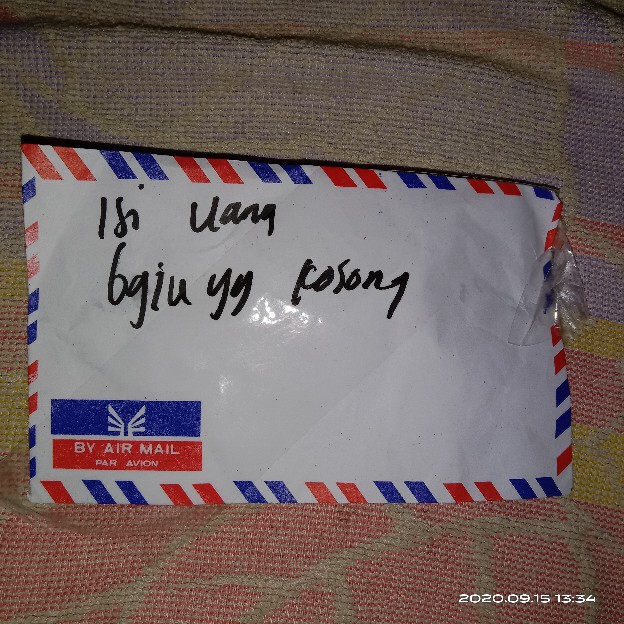 Isi Uang
bgiu yg kosong
BY AIR MAIL
PAR AVION
2020.09.15 13:34